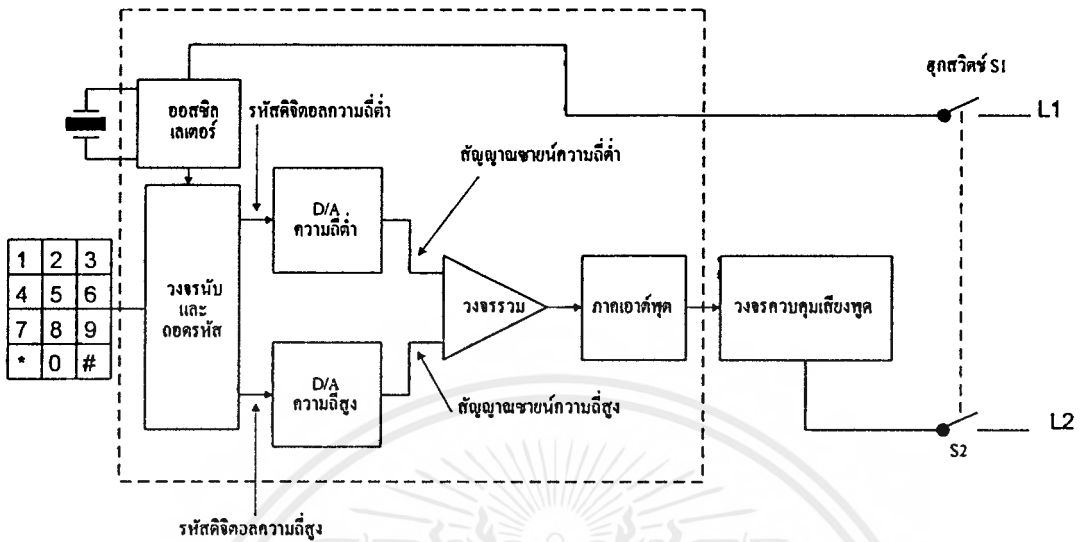 ฮุกสวิตช์ S1
L1
ออสซิล
เลเตอร์
รหัสดิจิตอลความถี่ต่ำ
สัญญาณซายน์ความถี่ต่ำ
D/A
ความถี่ต่ำ
1 2 3
4 5 6
7 8 9
* 0 #
วงจรนับ
และ
ถอดรหัส
วงจรรวม
ภาคเอาต์พุต
วงจรควบคุมเสียงพูด
D/A
ความถี่สูง
สัญญาณซายน์ความถี่สูง
L2
S2
รหัสดิจิตอลความถี่สูง